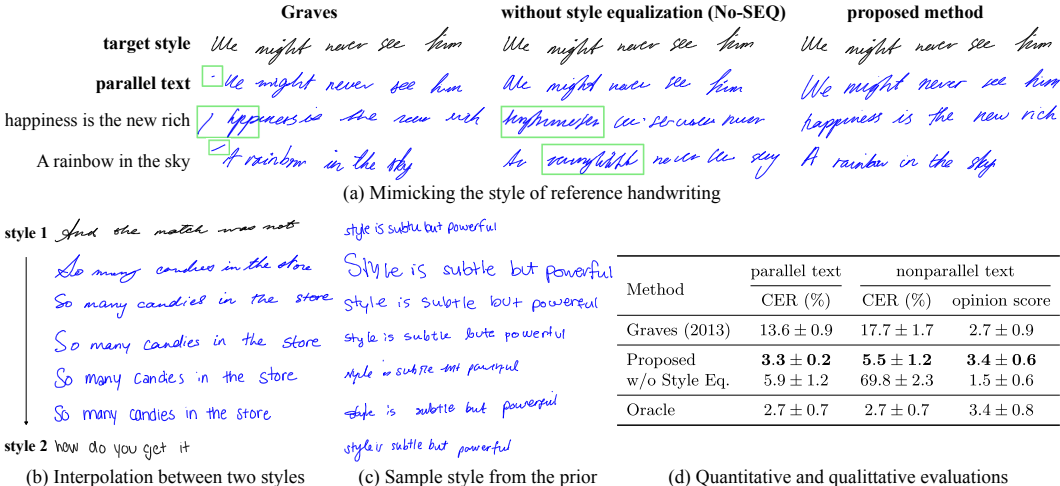 Graves without style equalization (No-SEQ) proposed method
target style We might never see him We might never see him We might never see him
parallel text We might never see him We might never see him We might never see him
happiness is the new rich happiness is the new rich happiness is the new rich
A rainbow in the sky A rainbow in the sky never A rainbow in the sky
(a) Mimicking the style of reference handwriting
style 1 And the match was not
So many candies in the store
So many candies in the store
So many candies in the store
So many Candies in the store
So many candies in the store
style 2 how do you get it
(b) Interpolation between two styles
style is subtle but powerful
Style is subtle but powerful
style is subtle but powerful
style is subtle bute powerful
style is subtle but powerful
style is subtle but powerful
style is subtle but powerful
(c) Sample style from the prior
Method parallel text nonparallel text
CER (%) CER (%) opinion score
Graves (2013) 13.6 ± 0.9 17.7 ± 1.7 2.7 ± 0.9
Proposed 3.3 ± 0.2 5.5 ± 1.2 3.4 ± 0.6
w/o Style Eq. 5.9 ± 1.2 69.8 ± 2.3 1.5 ± 0.6
Oracle 2.7 ± 0.7 2.7 ± 0.7 3.4 ± 0.8
(d) Quantitative and qualittative evaluations